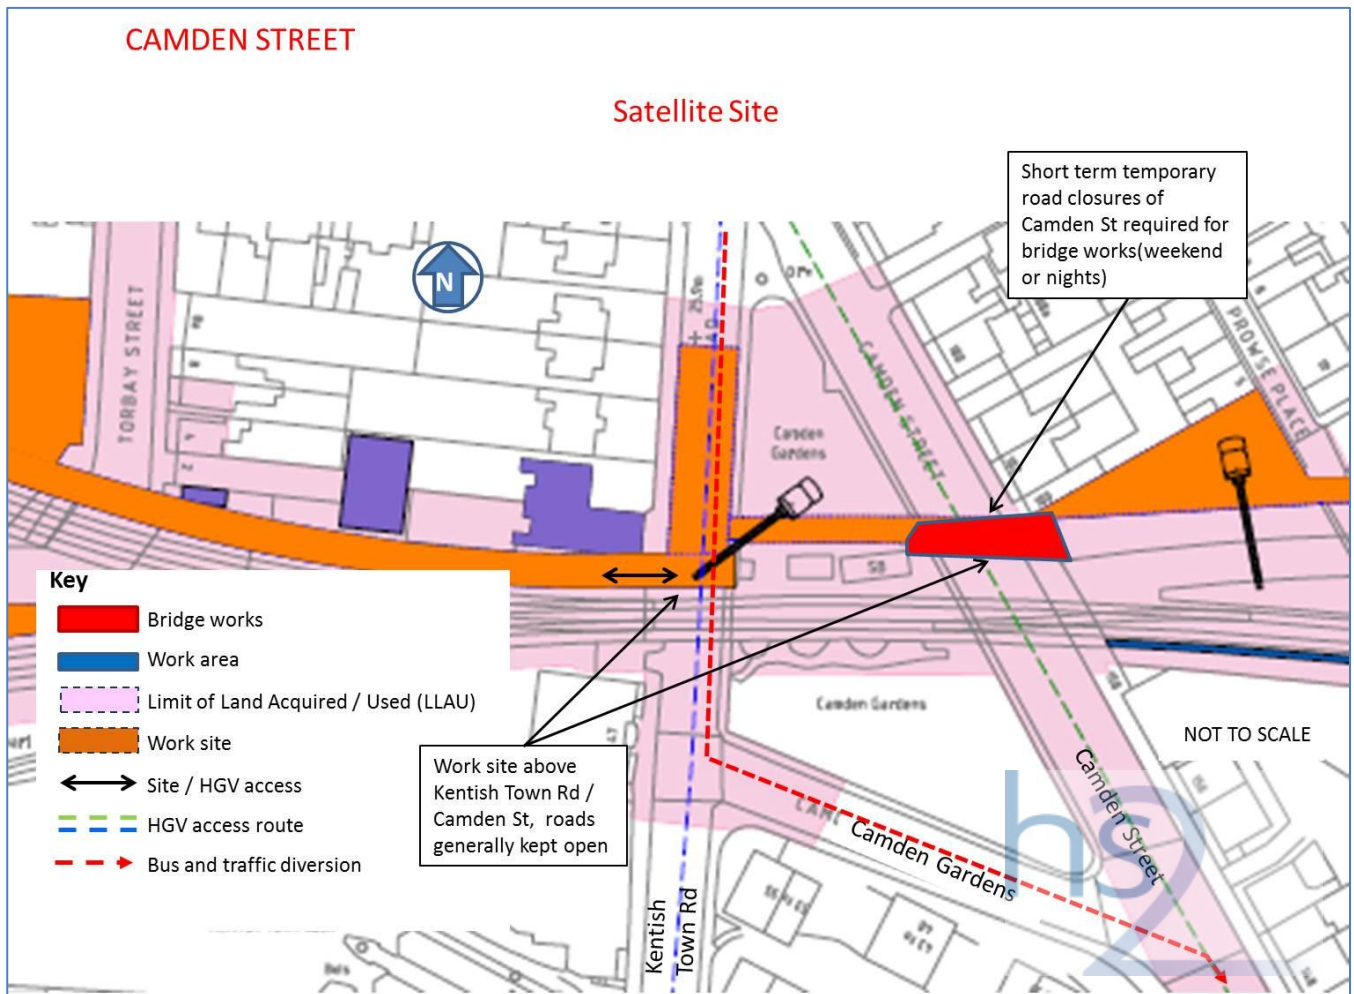 CAMDEN STREET
Satellite Site
Short term temporary
road closures of
Camden St required for
bridge works(weekend
or nights)
N
TORBAY STREET
CAMDEN STREET
PROWSE PLACE
Camden
Gardens
2
Key
Bridge works
Work area
Limit of Land Acquired / Used (LLAU)
Work site
Site / HGV access
HGV access route
Bus and traffic diversion
Work site above
Kentish Town Rd /
Camden St, roads
generally kept open
47
Camden Gardens
NOT TO SCALE
Camden Street
Camden Gardens
Kentish
Town Rd
hs2